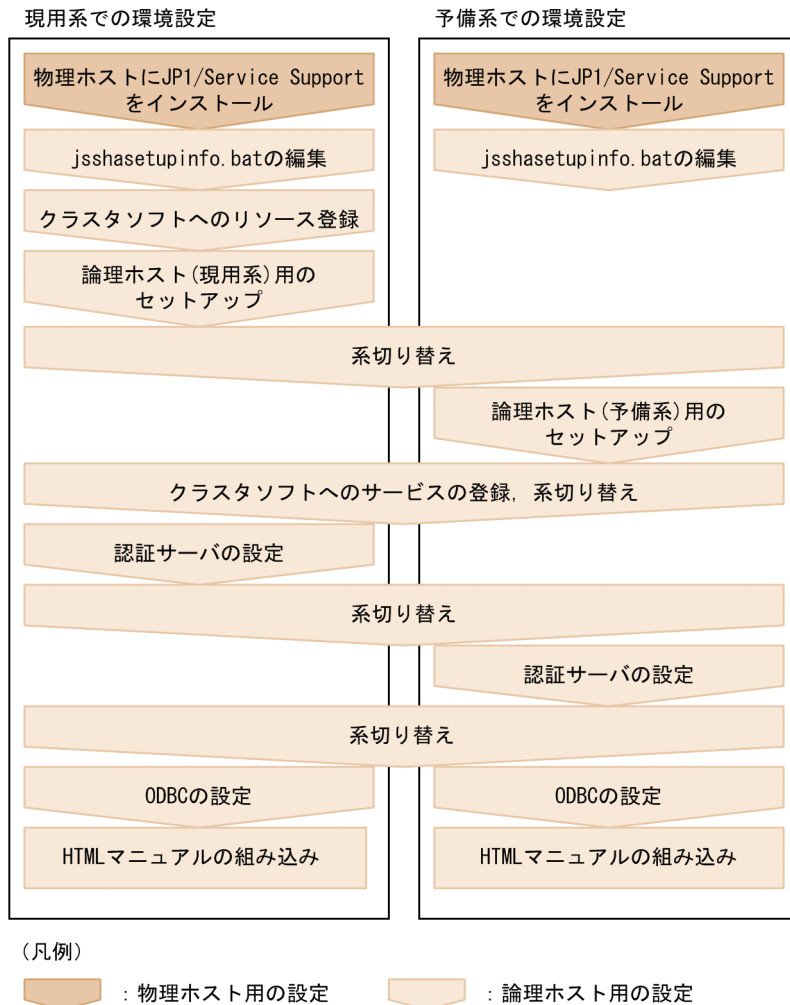 現用系での環境設定
予備系での環境設定
物理ホストにJP1/Service Support
をインストール
物理ホストにJP1/Service Support
をインストール
jsshasetupinfo.batの編集
jsshasetupinfo.batの編集
クラスタソフトへのリソース登録
論理ホスト(現用系)用の
セットアップ
系切り替え
論理ホスト(予備系)用の
セットアップ
クラスタソフトへのサービスの登録，系切り替え
認証サーバの設定
系切り替え
認証サーバの設定
系切り替え
ODBCの設定
ODBCの設定
HTMLマニュアルの組み込み
HTMLマニュアルの組み込み
(凡例)
：物理ホスト用の設定
：論理ホスト用の設定